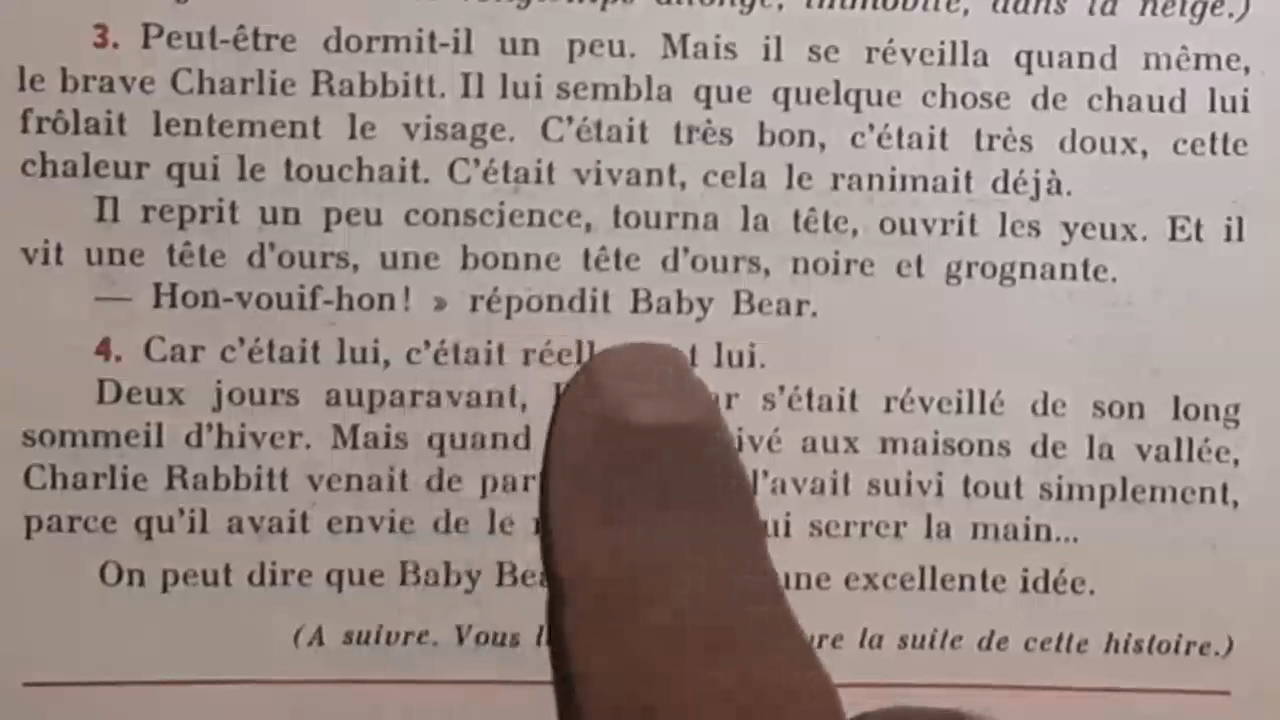 allongé, immobile, dans la neige.)
3. Peut-être dormit-il un peu. Mais il se réveilla quand même,
le brave Charlie Rabbitt. Il lui sembla que quelque chose de chaud lui
frôlait lentement le visage. C'était très bon, c'était très doux, cette
chaleur qui le touchait. C'était vivant, cela le ranimait déjà.
Il reprit un peu conscience, tourna la tête, ouvrit les yeux. Et il
vit une tête d'ours, une bonne tête d'ours, noire et grognante.
— Hon-vouif-hon! » répondit Baby Bear.
4. Car c'était lui, c'était lui.
Deux jours auparavant, s'était réveillé de son long
sommeil d'hiver. Mais quand aux maisons de la vallée,
Charlie Rabbitt venait de l'avait suivi tout simplement,
parce qu'il avait envie de le serrer la main...
On peut dire que Baby excellente idée.
(A suivre. Vous la suite de cette histoire.)